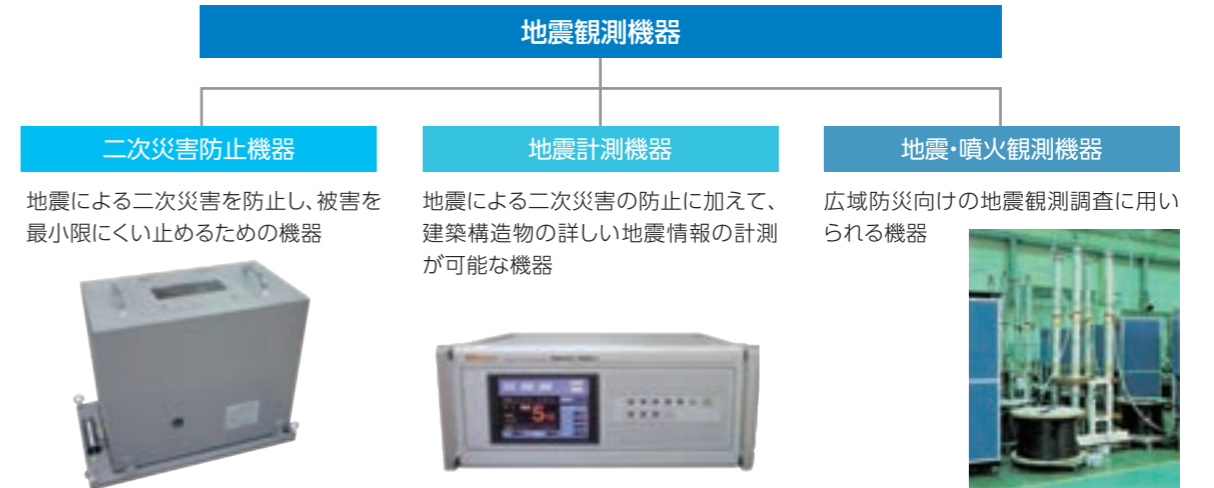 地震観測機器
二次災害防止機器
地震による二次災害を防止し、被害を
最小限にくい止めるための機器
地震計測機器
地震による二次災害の防止に加えて、
建築構造物の詳しい地震情報の計測
が可能な機器
地震・噴火観測機器
広域防災向けの地震観測調査に用い
られる機器
5